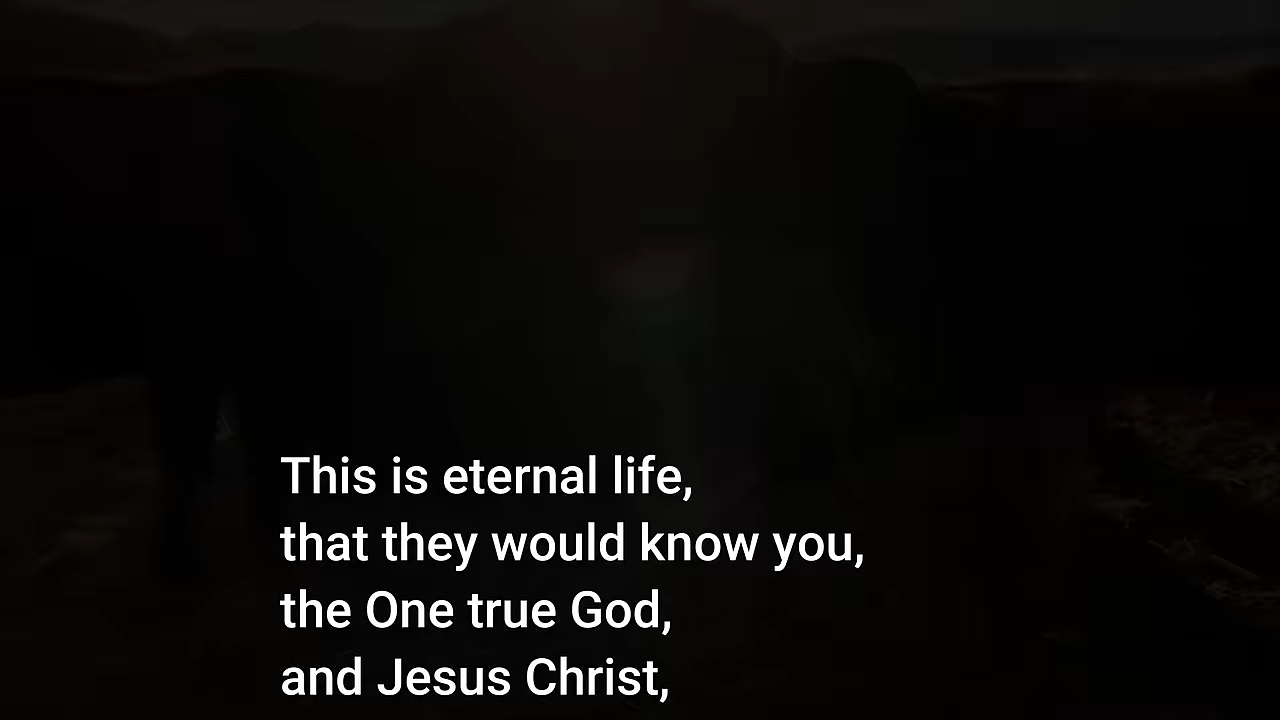 This is eternal life,
that they would know you,
the One true God,
and Jesus Christ,